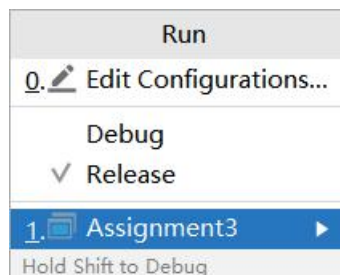 Run
0. Edit Configurations...
Debug
Release
1. Assignment3
Hold Shift to Debug